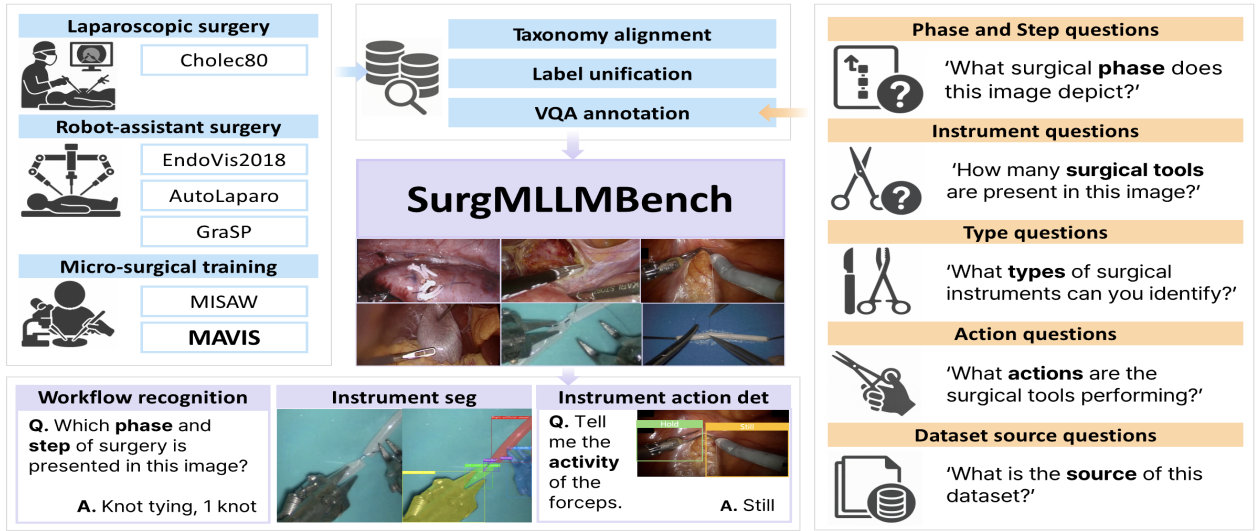 Laparoscopic surgery
Cholec80
Robot-assistant surgery
EndoVis2018
AutoLaparo
GraSP
Micro-surgical training
MISAW
MAVIS
Taxonomy alignment
Label unification
VQA annotation
SurgMLLMBench
Workflow recognition
Q. Which phase and
step of surgery is
presented in this image?
A. Knot tying, 1 knot
Instrument seg
Instrument action det
Q. Tell
me the
activity
of the
forceps.
Hold
Still
A. Still
Phase and Step questions
‘What surgical phase does
this image depict?’
Instrument questions
‘How many surgical tools
are present in this image?’
Type questions
‘What types of surgical
instruments can you identify?’
Action questions
‘What actions are the
surgical tools performing?’
Dataset source questions
‘What is the source of this
dataset?’